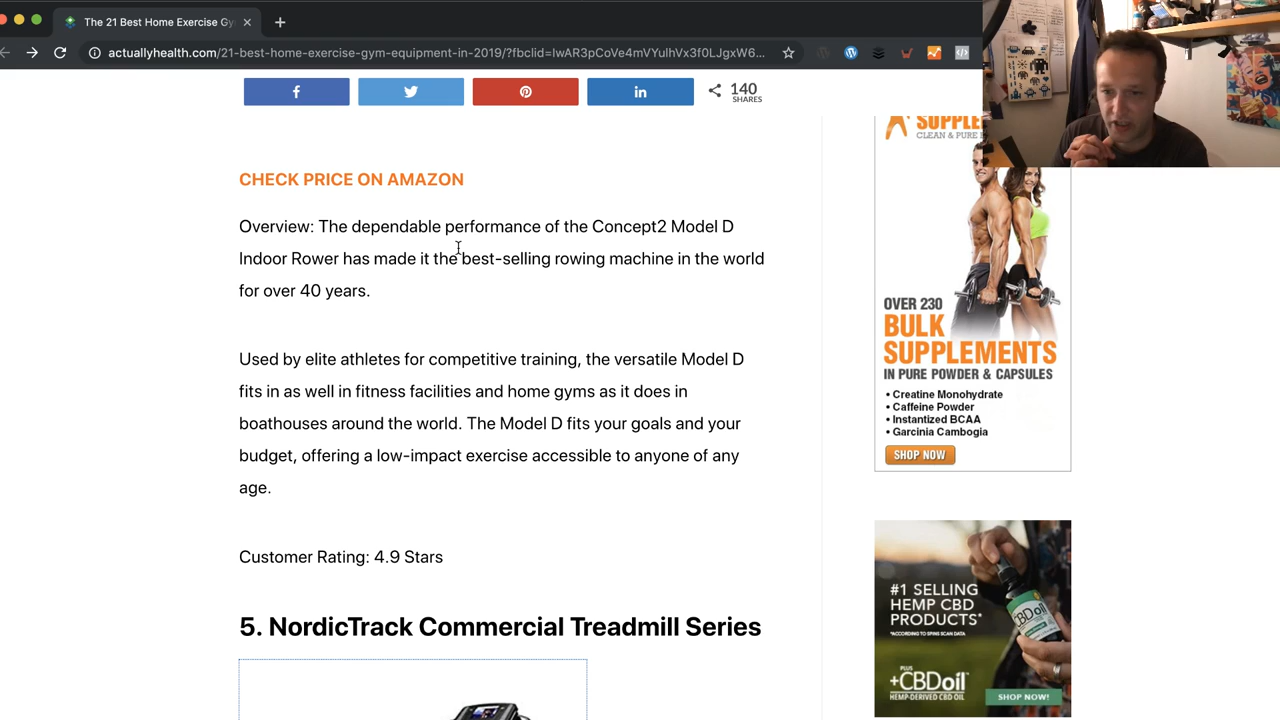 The 21 Best Home Exercise Gy
actuallyhealth.com/21-best-home-exercise-gym-equipment-in-2019/?fbclid=IwAR3pCoVe4mVYulhVx3f0LJgxW6...
140
SHARES
CHECK PRICE ON AMAZON
Overview: The dependable performance of the Concept2 Model D
Indoor Rower has made it the best-selling rowing machine in the world
for over 40 years.
Used by elite athletes for competitive training, the versatile Model D
fits in as well in fitness facilities and home gyms as it does in
boathouses around the world. The Model D fits your goals and your
budget, offering a low-impact exercise accessible to anyone of any
age.
Customer Rating: 4.9 Stars
5. NordicTrack Commercial Treadmill Series
SUPPLE
CLEAN & PURE
OVER 230
BULK
SUPPLEMENTS
IN PURE POWDER & CAPSULES
• Creatine Monohydrate
• Caffeine Powder
• Instantized BCAA
• Garcinia Cambogia
SHOP NOW
#1 SELLING
HEMP CBD
PRODUCTS*
*ACCORDING TO SPINS SCAN DATA
CBDoil
PLUS
+CBDoil
HEMP-DERIVED CBD OIL
SHOP NOW!